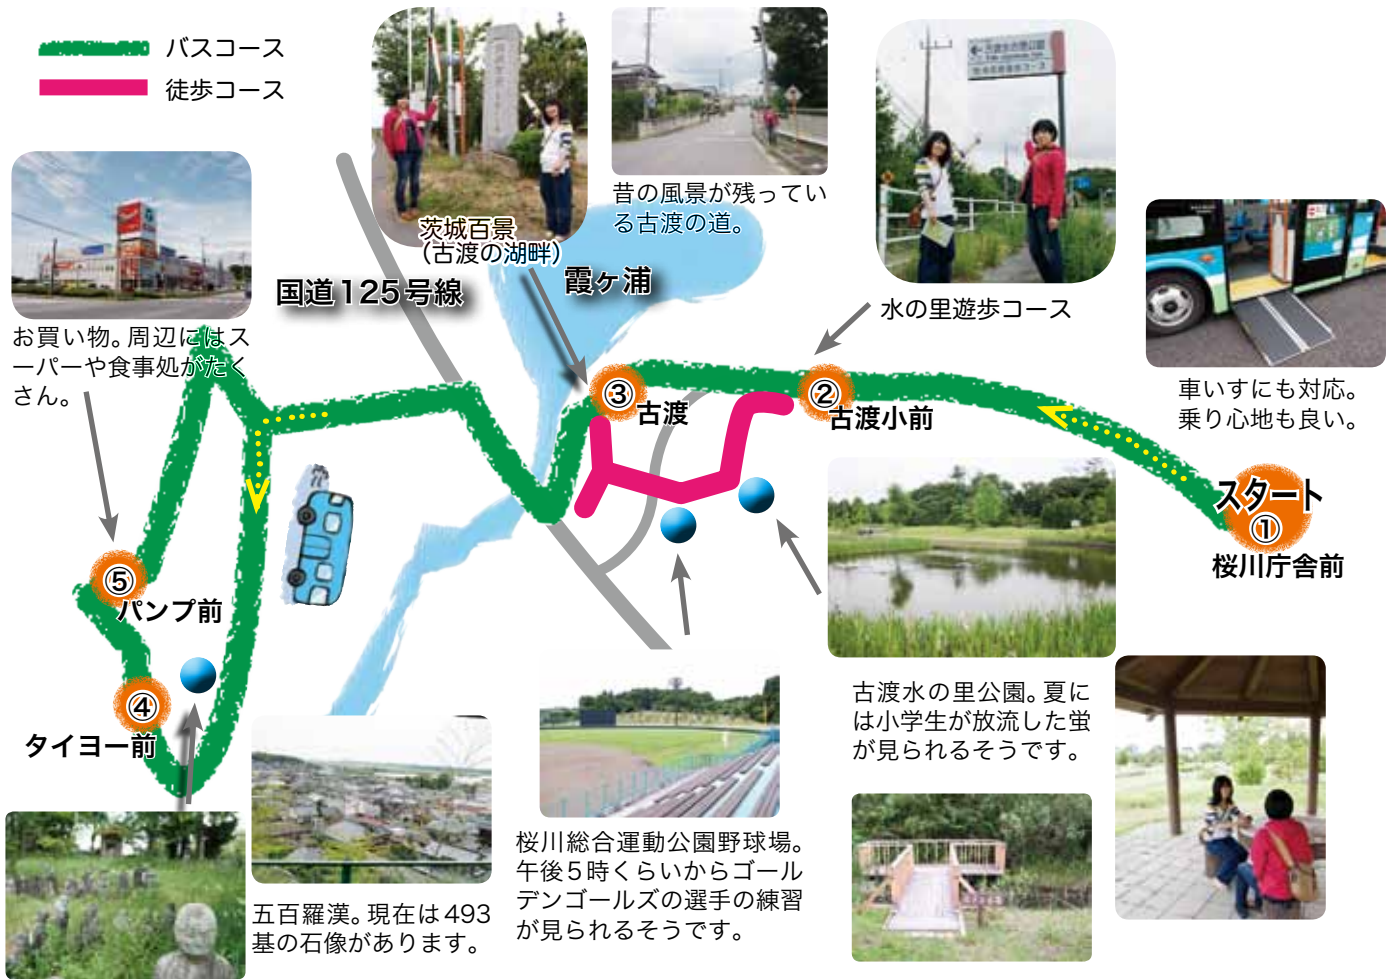 バスコース
徒歩コース
茨城百景
(古渡の湖畔)
昔の風景が残ってい
る古渡の道。
国道125号線
霞ヶ浦
水の里遊歩コース
お買い物。周辺にはス
ーパーや食事処がたく
さん。
車いすにも対応。
乗り心地も良い。
③
古渡
②
古渡小前
スタート
①
桜川庁舎前
⑤
パンプ前
④
タイヨー前
古渡水の里公園。夏に
は小学生が放流した蛍
が見られるそうです。
桜川総合運動公園野球場。
午後5時くらいからゴール
デンゴールズの選手の練習
が見られるそうです。
五百羅漢。現在は493
基の石像があります。